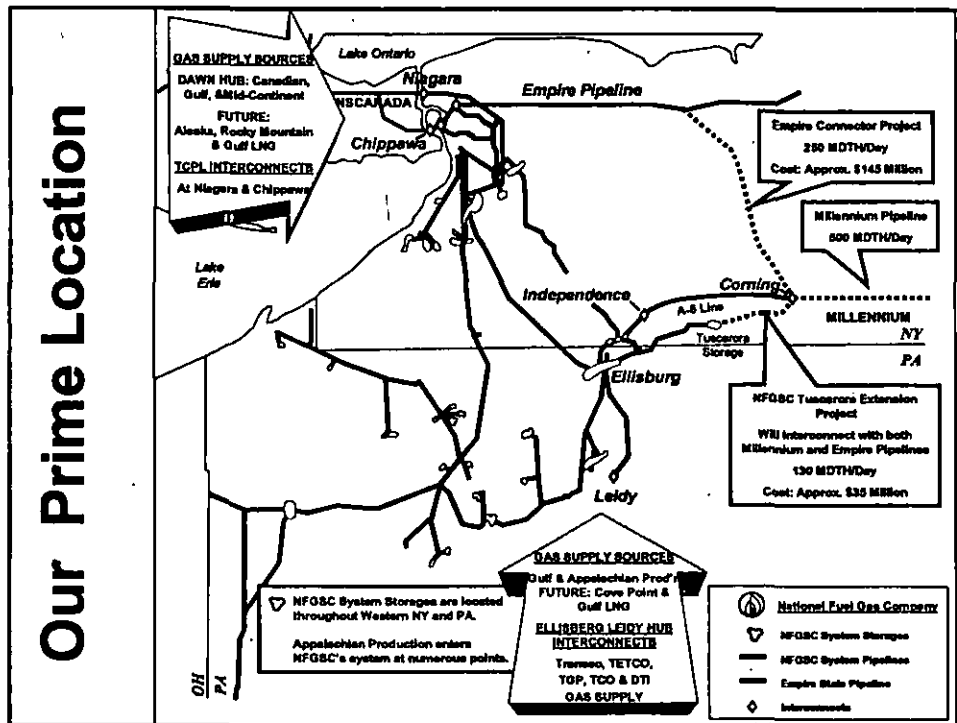 Our Prime Location
GAS SUPPLY SOURCES
DAWN HUB: Canadian,
Gulf, &Mid-Continent
FUTURE:
Alaska, Rocky Mountain
& Gulf LNG
TCPL INTERCONNECTS
At Niagara & Chippawa
Lake Ontario
Niagara
NSCANADA
Chippawa
Empire Pipeline
Empire Connector Project
250 MDTH/Day
Cost: Approx. $145 Million
Millennium Pipeline
500 MDTH/Day
Lake
Erie
Independence
Corning
A-5 Line
MILLENNIUM
Tuscarora
Storage
NY
PA
Ellisburg
NFGSC Tuscarora Extension
Project
Will interconnect with both
Millennium and Empire Pipelines
130 MDTH/Day
Cost: Approx. $35 Million
Leidy
GAS SUPPLY SOURCES
Gulf & Appalachian Prod'n
FUTURE: Cove Point &
Gulf LNG
ELLISBERG LEIDY HUB
INTERCONNECTS
Transco, TETCO,
TGP, TCO & DTI
GAS SUPPLY
NFGSC System Storages are located
throughout Western NY and PA.
Appalachian Production enters
NFGSC's system at numerous points.
OH
PA
National Fuel Gas Company
NFGSC System Storages
NFGSC System Pipelines
Empire State Pipeline
Interconnects